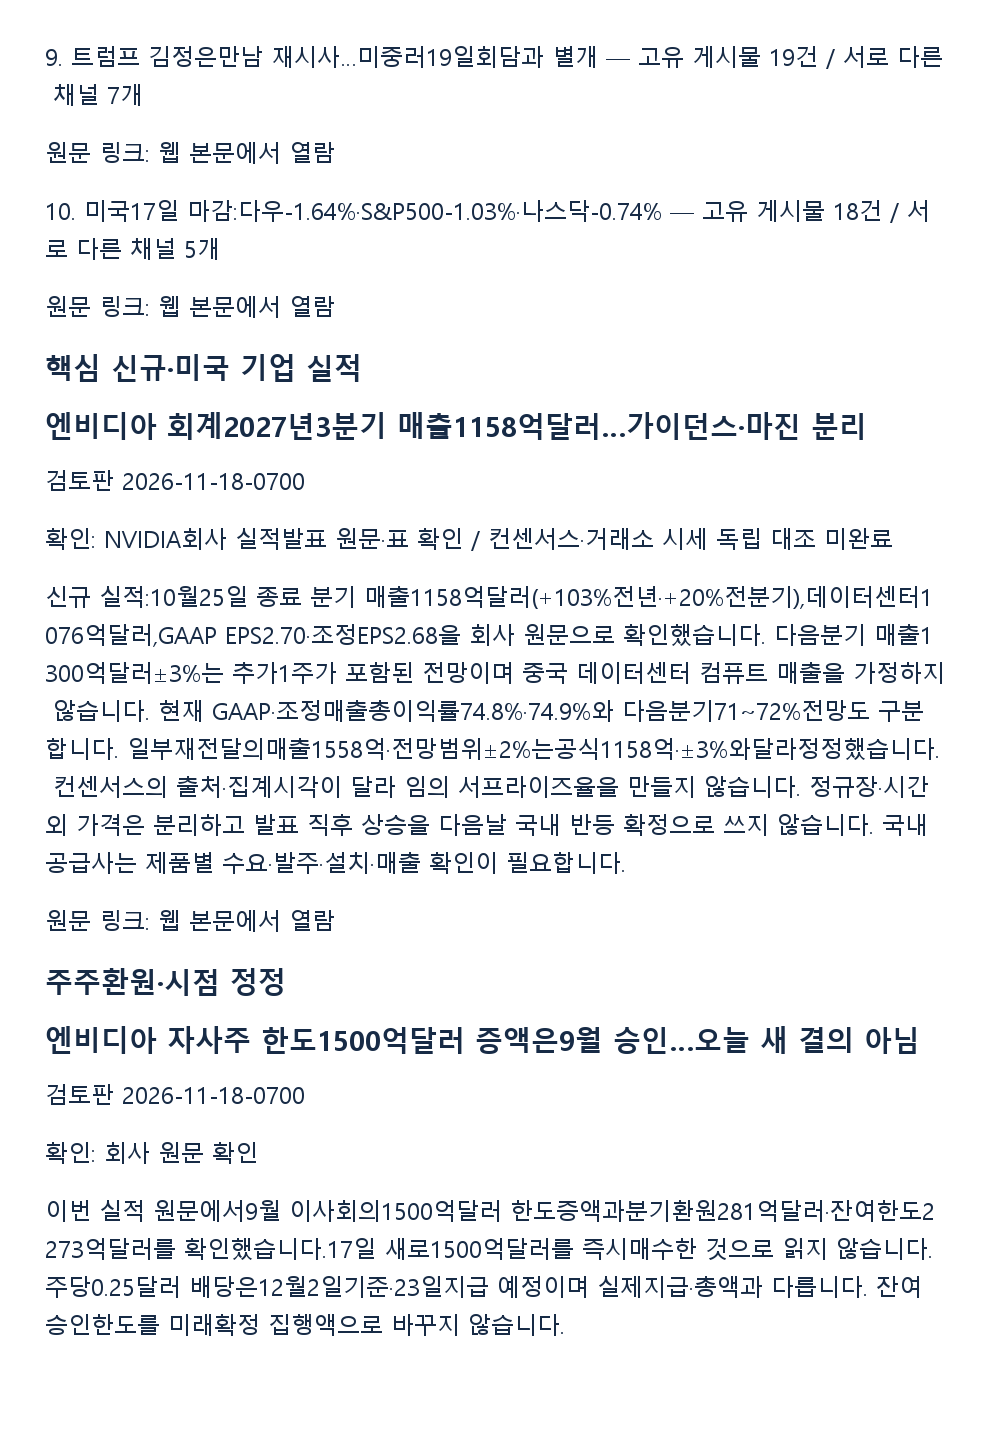 9. 트럼프 김정은만남 재시사…미중러19일회담과 별개 — 고유 게시물 19건 / 서로 다른
채널 7개
원문 링크: 웹 본문에서 열람
10. 미국17일 마감:다우-1.64%·S&P500-1.03%·나스닥-0.74% — 고유 게시물 18건 / 서
로 다른 채널 5개
원문 링크: 웹 본문에서 열람
핵심 신규·미국 기업 실적
엔비디아 회계2027년3분기 매출1158억달러…가이던스·마진 분리
검토판 2026-11-18-0700
확인: NVIDIA회사 실적발표 원문·표 확인 / 컨센서스·거래소 시세 독립 대조 미완료
신규 실적:10월25일 종료 분기 매출1158억달러(+103%전년·+20%전분기),데이터센터1
076억달러,GAAP EPS2.70·조정EPS2.68을 회사 원문으로 확인했습니다. 다음분기 매출1
300억달러±3%는 추가1주가 포함된 전망이며 중국 데이터센터 컴퓨트 매출을 가정하지
않습니다. 현재 GAAP·조정매출총이익률74.8%·74.9%와 다음분기71~72%전망도 구분
합니다. 일부재전달의매출1558억·전망범위±2%는공식1158억·±3%와달라정정했습니다.
컨센서스의 출처·집계시각이 달라 임의 서프라이즈율을 만들지 않습니다. 정규장·시간
외 가격은 분리하고 발표 직후 상승을 다음날 국내 반등 확정으로 쓰지 않습니다. 국내
공급사는 제품별 수요·발주·설치·매출 확인이 필요합니다.
원문 링크: 웹 본문에서 열람
주주환원·시점 정정
엔비디아 자사주 한도1500억달러 증액은9월 승인…오늘 새 결의 아님
검토판 2026-11-18-0700
확인: 회사 원문 확인
이번 실적 원문에서9월 이사회의1500억달러 한도증액과분기환원281억달러·잔여한도2
273억달러를 확인했습니다.17일 새로1500억달러를 즉시매수한 것으로 읽지 않습니다.
주당0.25달러 배당은12월2일기준·23일지급 예정이며 실제지급·총액과 다릅니다. 잔여
승인한도를 미래확정 집행액으로 바꾸지 않습니다.